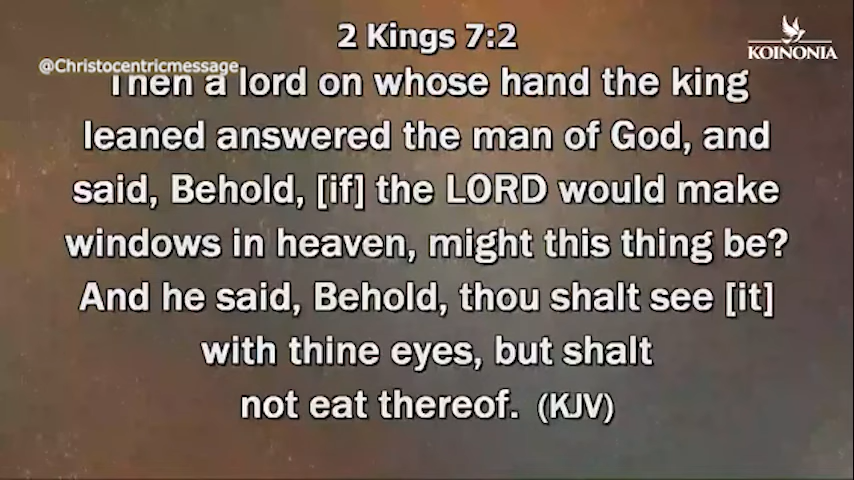 2 Kings 7:2
KOINONIA
@Christocentricmessage
Then a lord on whose hand the king
leaned answered the man of God, and
said, Behold, [if] the LORD would make
windows in heaven, might this thing be?
And he said, Behold, thou shalt see [it]
with thine eyes, but shalt
not eat thereof. (KJV)